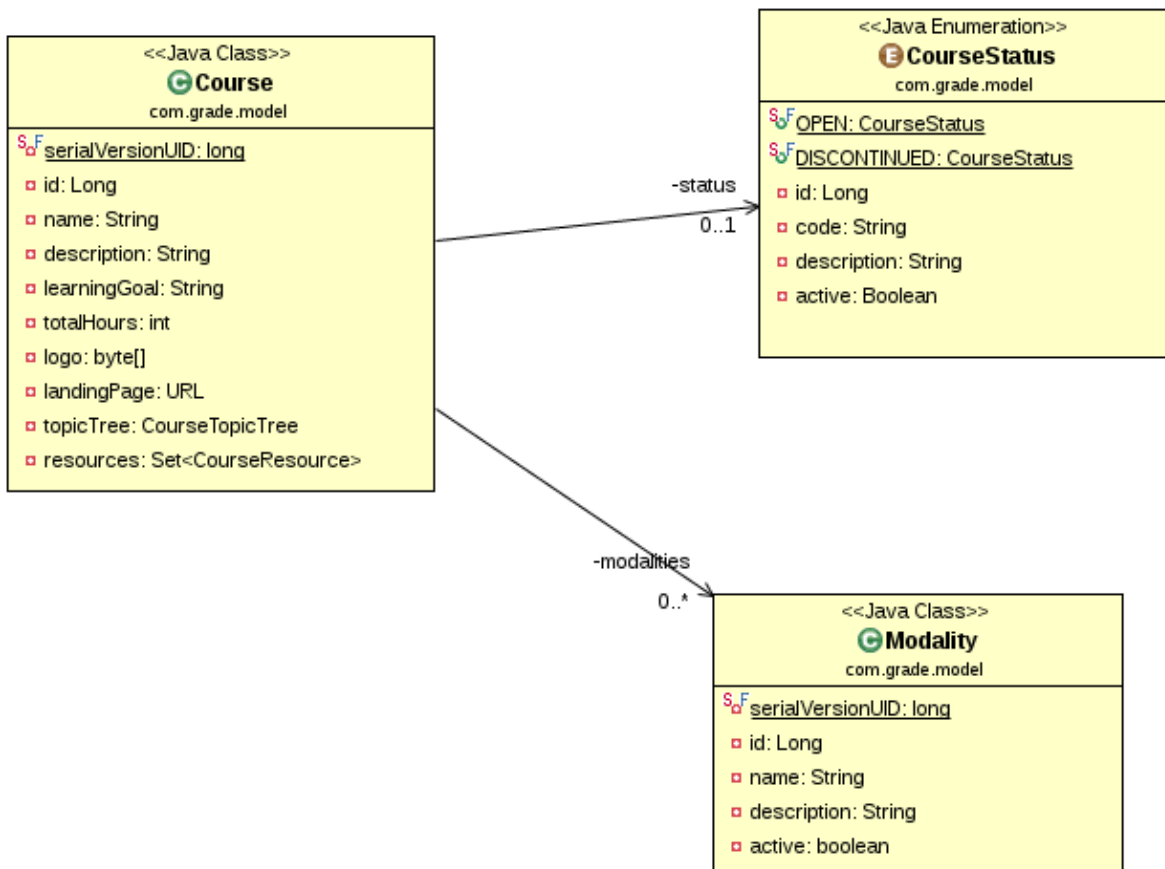 <<Java Class>>
Course
com.grade.model
serialVersionUID: long
id: Long
name: String
description: String
learningGoal: String
totalHours: int
logo: byte[]
landingPage: URL
topicTree: CourseTopicTree
resources: Set<CourseResource>
-status
0..1
<<Java Enumeration>>
CourseStatus
com.grade.model
OPEN: CourseStatus
DISCONTINUED: CourseStatus
id: Long
code: String
description: String
active: Boolean
-modalities
0..*
<<Java Class>>
Modality
com.grade.model
serialVersionUID: long
id: Long
name: String
description: String
active: boolean